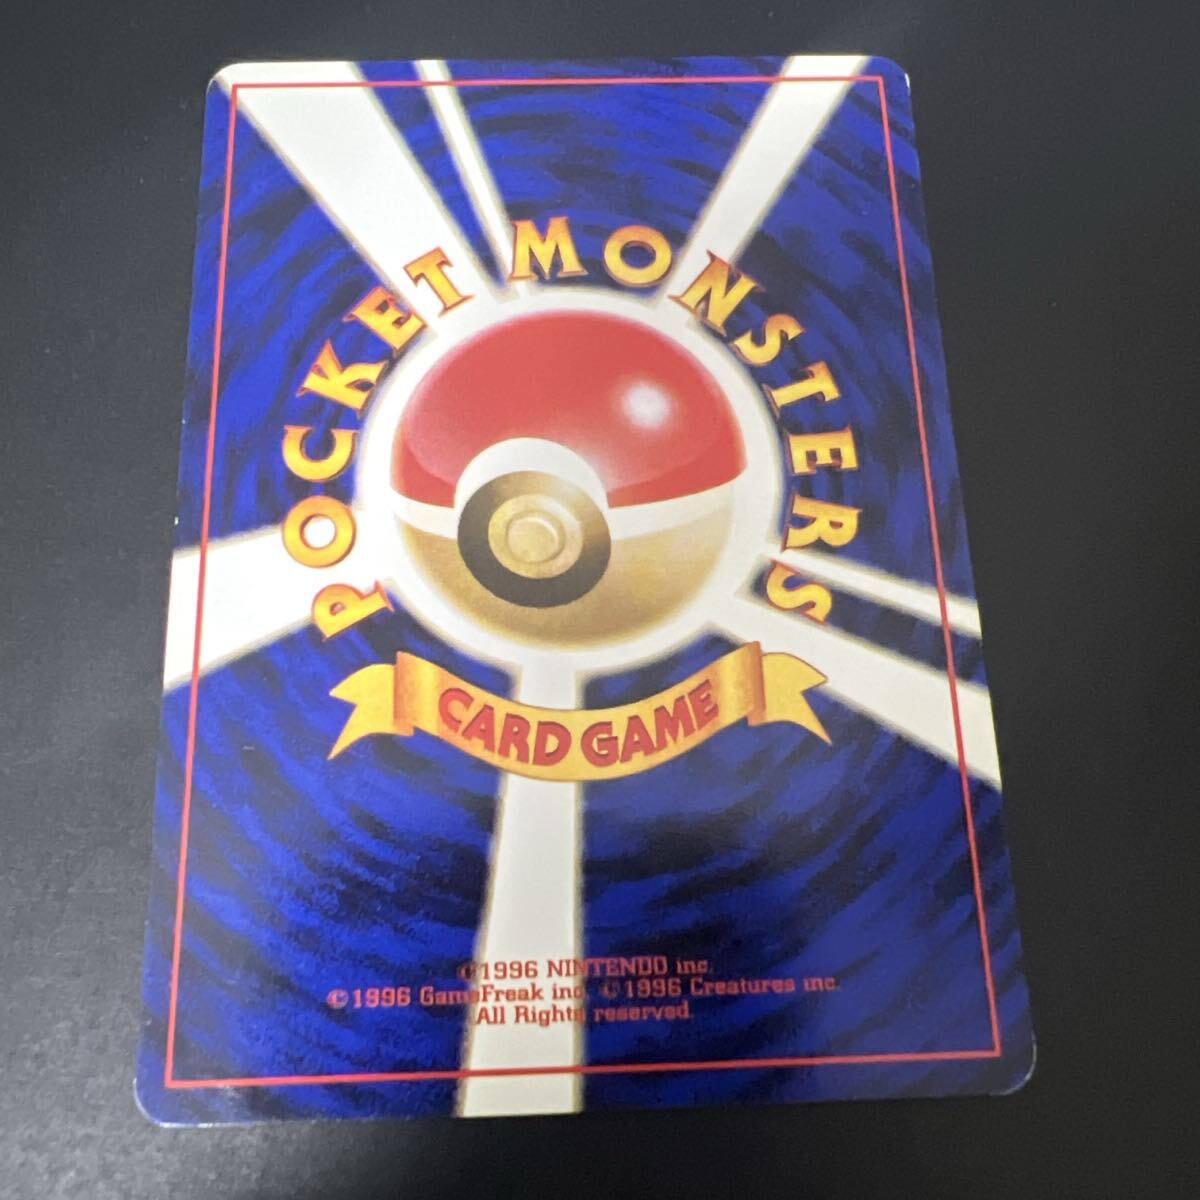 POCKET MONSTERS
CARD GAME
©1996 NINTENDO inc.
©1996 GameFreak inc. ©1996 Creatures inc.
All Rights reserved.